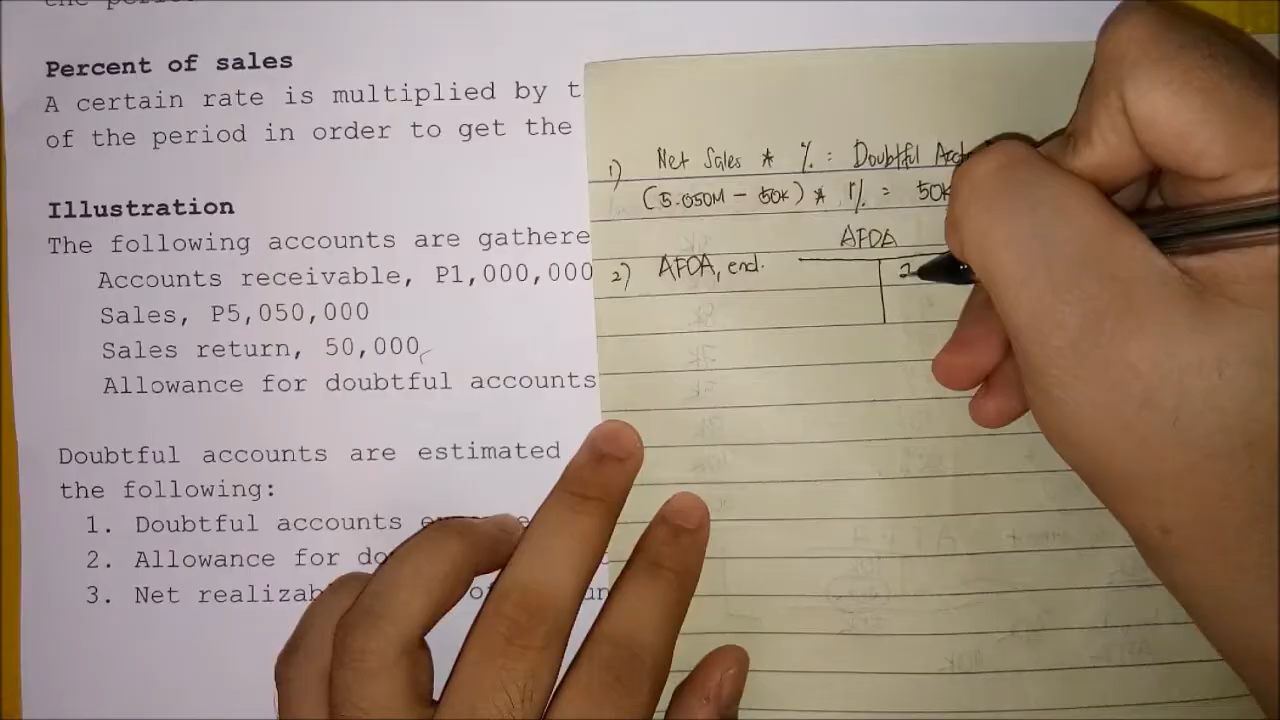 Percent of sales
A certain rate is multiplied by t
of the period in order to get the
Illustration
The following accounts are gathere
Accounts receivable, P1,000,000
Sales, P5,050,000
Sales return, 50,000
Allowance for doubtful accounts
Doubtful accounts are estimated
the following:
1. Doubtful accounts
2. Allowance for
3. Net
1) Net Sales * % = Doubtful
(5.050M - 50K) * 1% = 50K
AFDA
2) AFDA, end.